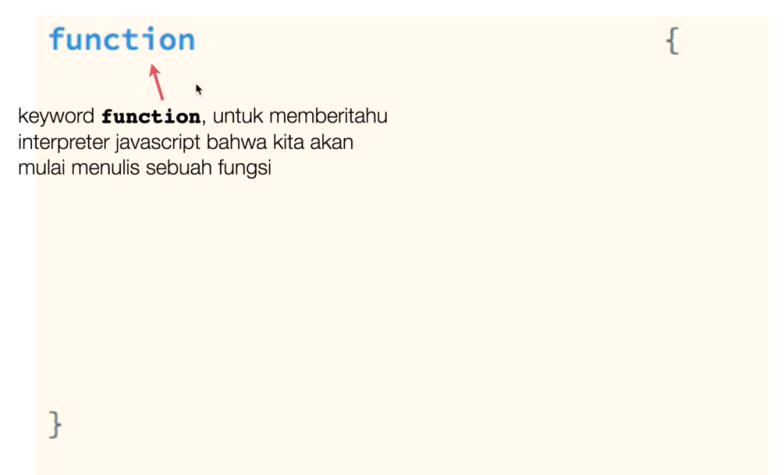 function {
keyword function, untuk memberitahu
interpreter javascript bahwa kita akan
mulai menulis sebuah fungsi
}